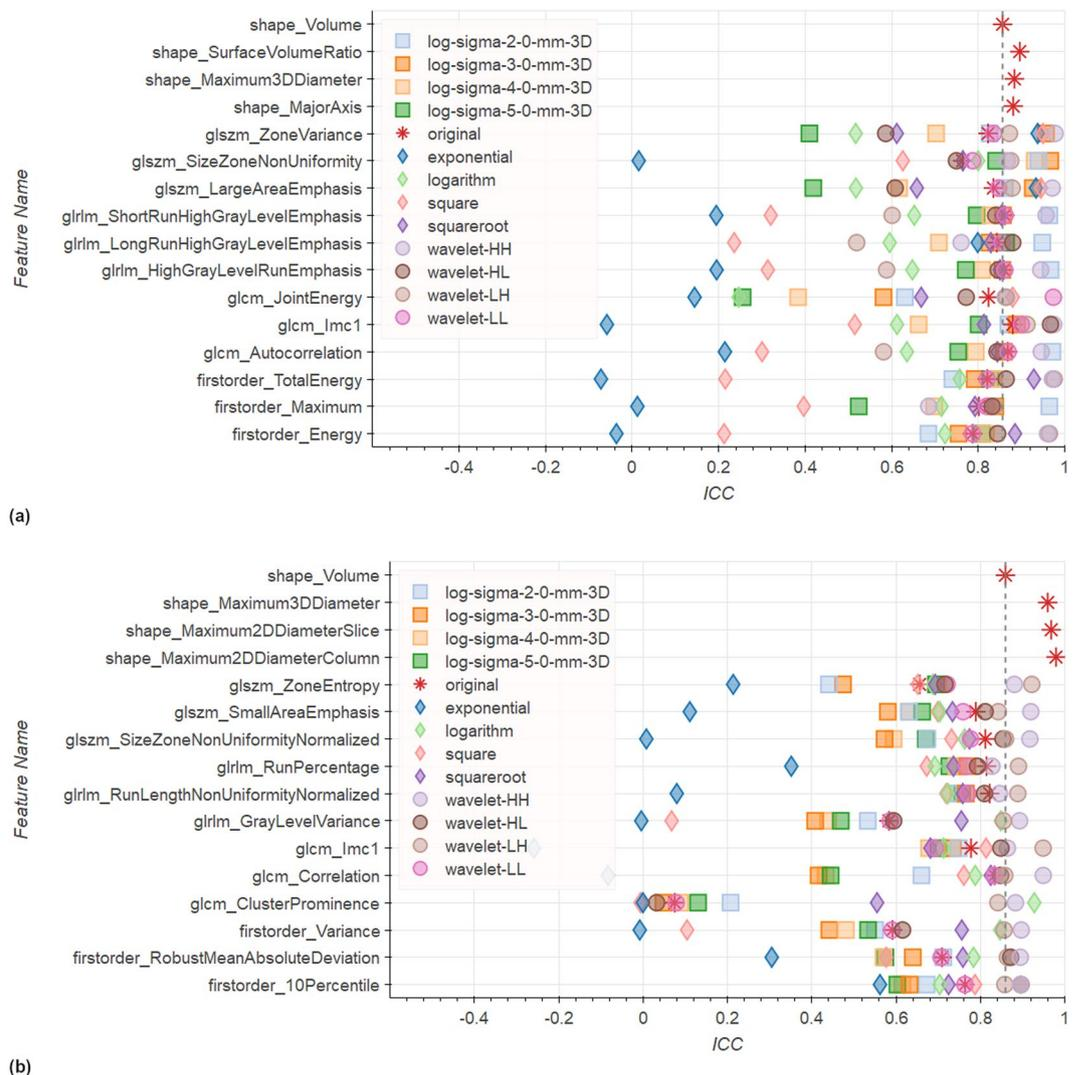 Feature Name
shape_Volume
shape_SurfaceVolumeRatio
shape_Maximum3DDiameter
shape_MajorAxis
glszm_ZoneVariance
glszm_SizeZoneNonUniformity
glszm_LargeAreaEmphasis
glrlm_ShortRunHighGrayLevelEmphasis
glrlm_LongRunHighGrayLevelEmphasis
glrlm_HighGrayLevelRunEmphasis
glcm_JointEnergy
glcm_Imc1
glcm_Autocorrelation
firstorder_TotalEnergy
firstorder_Maximum
firstorder_Energy
log-sigma-2-0-mm-3D
log-sigma-3-0-mm-3D
log-sigma-4-0-mm-3D
log-sigma-5-0-mm-3D
original
exponential
logarithm
square
squareroot
wavelet-HH
wavelet-HL
wavelet-LH
wavelet-LL
-0.4 -0.2 0 0.2 0.4 0.6 0.8 1
ICC
(a)
Feature Name
shape_Volume
shape_Maximum3DDiameter
shape_Maximum2DDiameterSlice
shape_Maximum2DDiameterColumn
glszm_ZoneEntropy
glszm_SmallAreaEmphasis
glszm_SizeZoneNonUniformityNormalized
glrlm_RunPercentage
glrlm_RunLengthNonUniformityNormalized
glrlm_GrayLevelVariance
glcm_Imc1
glcm_Correlation
glcm_ClusterProminence
firstorder_Variance
firstorder_RobustMeanAbsoluteDeviation
firstorder_10Percentile
log-sigma-2-0-mm-3D
log-sigma-3-0-mm-3D
log-sigma-4-0-mm-3D
log-sigma-5-0-mm-3D
original
exponential
logarithm
square
squareroot
wavelet-HH
wavelet-HL
wavelet-LH
wavelet-LL
-0.4 -0.2 0 0.2 0.4 0.6 0.8 1
ICC
(b)